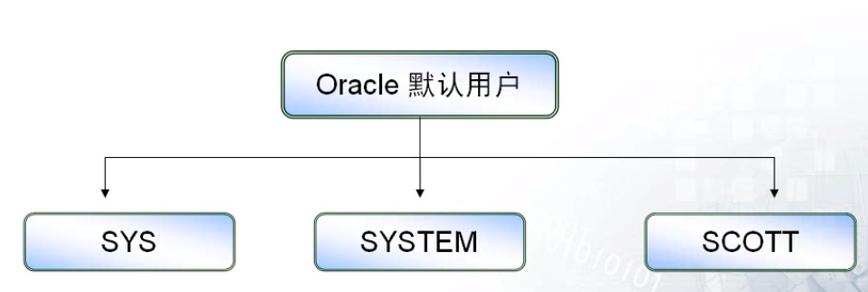 Oracle 默认用户
SYS
SYSTEM
SCOTT